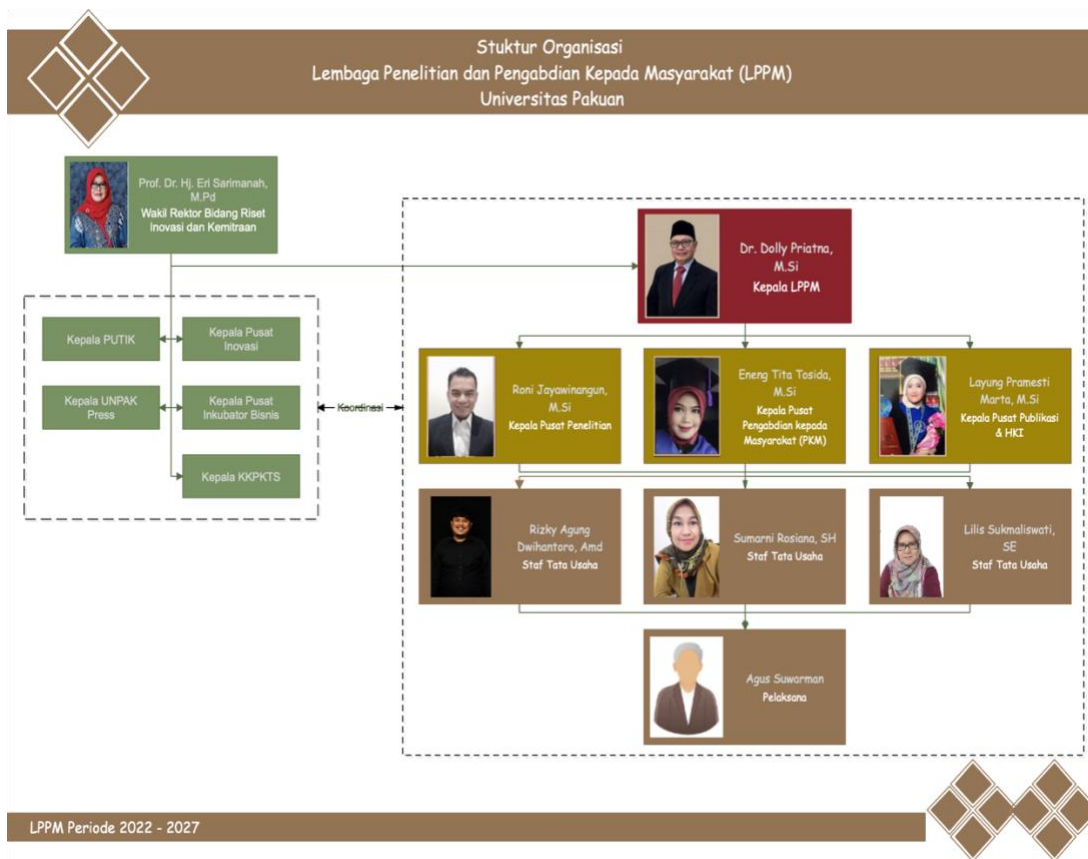 Stuktur Organisasi
Lembaga Penelitian dan Pengabdian Kepada Masyarakat (LPPM)
Universitas Pakuan
Prof. Dr. Hj. Eri Sarimanah,
M.Pd
Wakil Rektor Bidang Riset
Inovasi dan Kemitraan
Dr. Dolly Priatna,
M.Si
Kepala LPPM
Kepala PUTIK
Kepala Pusat
Inovasi
Kepala UNPAK
Press
Kepala Pusat
Inkubator Bisnis
Kepala KKPKTS
Koordinasi
Roni Jayawinangun,
M.Si
Kepala Pusat Penelitian
Eneng Tita Tosida,
M.Si
Kepala Pusat
Pengabdian kepada
Masyarakat (PKM)
Layung Pramesti
Marta, M.Si
Kepala Pusat Publikasi
& HKI
Rizky Agung
Dwihantoro, Amd
Staf Tata Usaha
Sumarni Rosiana, SH
Staf Tata Usaha
Lilis Sukmaliswati,
SE
Staf Tata Usaha
Agus Suwarman
Pelaksana
LPPM Periode 2022 - 2027